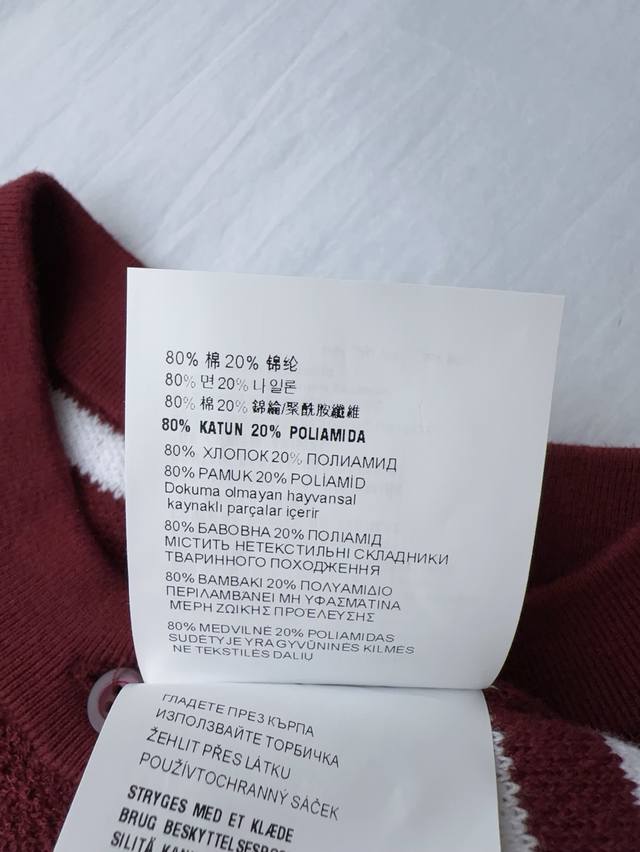 80% 棉 20% 锦纶
80% 면 20% 나일론
80% 棉 20% 錦綸/聚酰胺纖維
80% KATUN 20% POLIAMIDA
80% ХЛОПОК 20% ПОЛИАМИД
80% PAMUK 20% POLİAMİD
Dokuma olmayan hayvansal
kaynaklı parçalar içerir
80% БАВОВНА 20% ПОЛІАМІД
МІСТИТЬ НЕТЕКСТИЛЬНІ СКЛАДНИКИ
ТВАРИННОГО ПОХОДЖЕННЯ
80% ΒΑΜΒΑΚΙ 20% ΠΟΛΥΑΜΙΔΙΟ
ΠΕΡΙΛΑΜΒΑΝΕΙ ΜΗ ΥΦΑΣΜΑΤΙΝΑ
ΜΕΡΗ ΖΩΙΚΗΣ ΠΡΟΈΛΕΥΣΗΣ
80% MEDVILNĖ 20% POLIAMIDAS
SUDĖTYJE YRA GYVŪNINĖS KILMĖS
NE TEKSTILĖS DALIŲ
ГЛАДЕТЕ ПРЕЗ КЪРПА
ИЗПОЛЗВАЙТЕ ТОРБИЧКА
ŽEHLIT PŘES LÁTKU
POUŽÍVTOCHRANNÝ SÁČEK
STRYGES MED ET KLÆDE
BRUG
SILITÄ